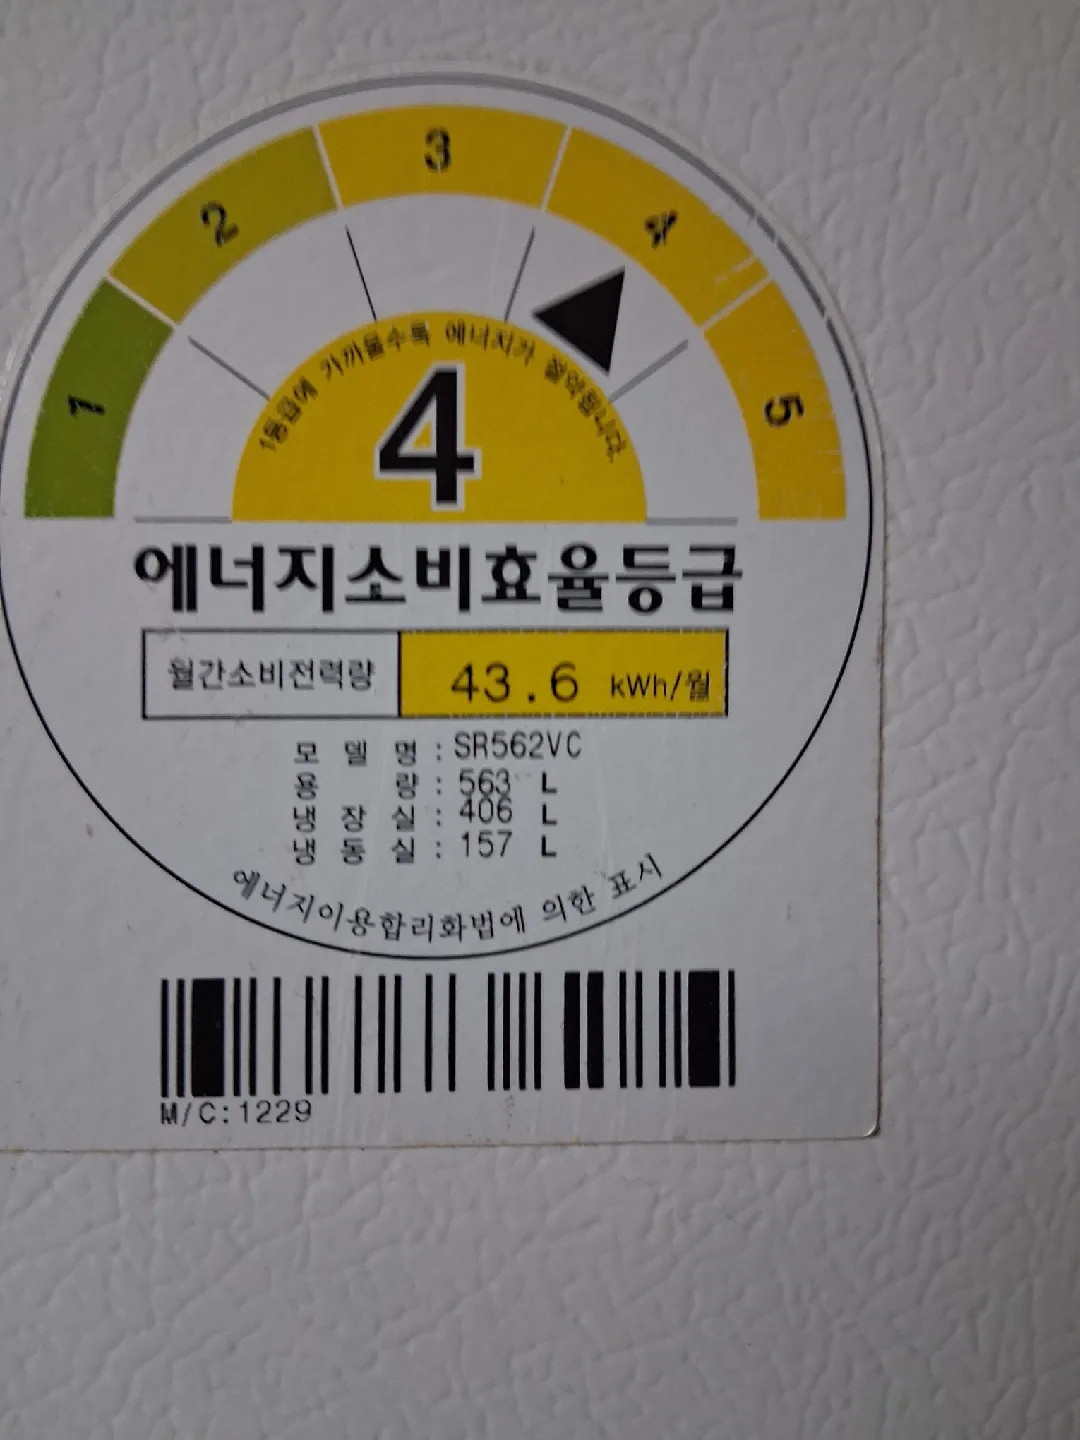 1
2
3
4
5
1등급에 가까울수록 에너지가 절약됩니다.
4
에너지소비효율등급
월간소비전력량 43.6 kWh/월
모델명 : SR562VC
용량 : 563 L
냉장실 : 406 L
냉동실 : 157 L
에너지이용합리화법에 의한 표시
M/C:1229